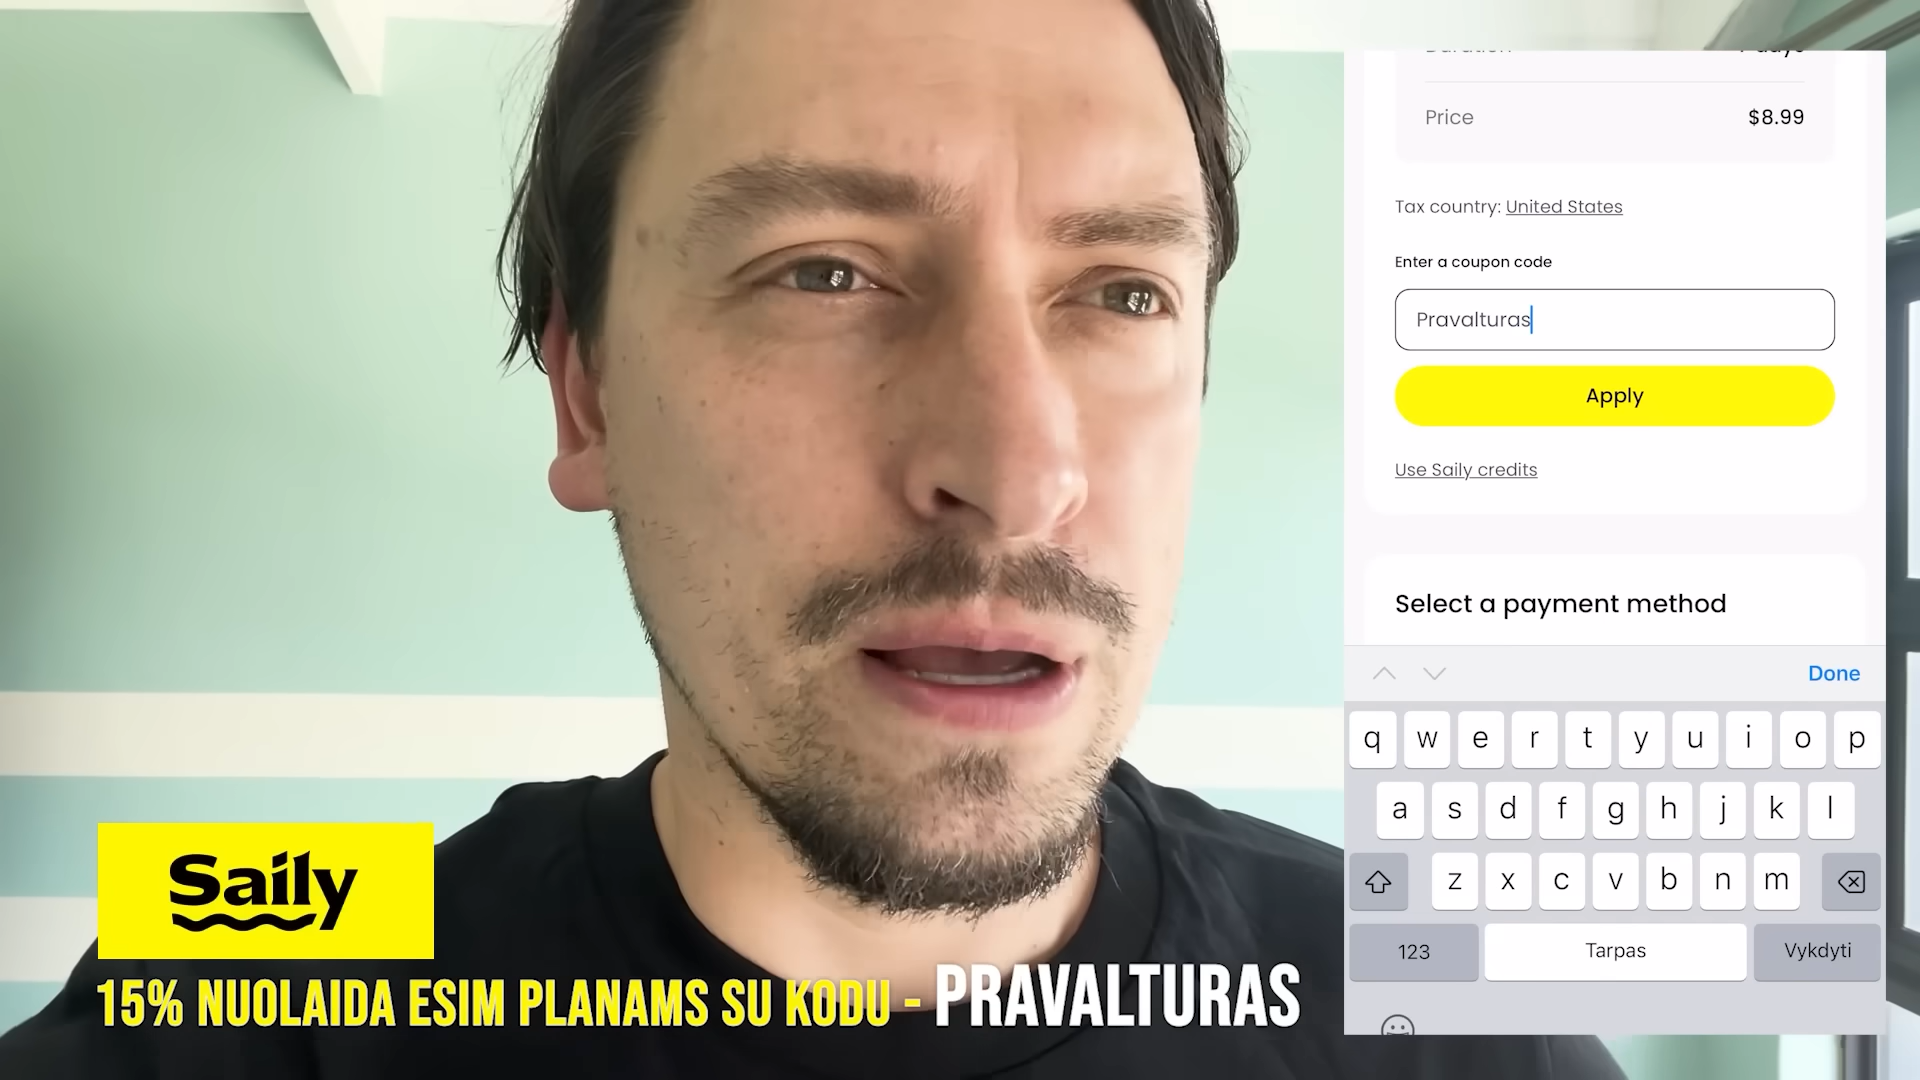 Price $8.99
Tax country: United States
Enter a coupon code
Pravalturas
Apply
Use Saily credits
Select a payment method
Done
q w e r t y u i o p
a s d f g h j k l
z x c v b n m
123 Tarpas Vykdyti
Saily
15% NUOLAIDA ESIM PLANAMS SU KODU - PRAVALTURAS